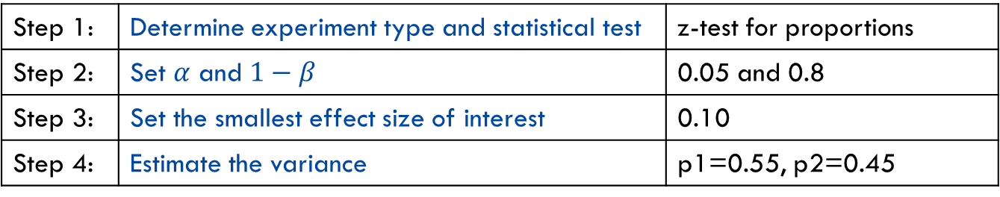 Step 1: Determine experiment type and statistical test z-test for proportions
Step 2: Set 𝛼 and 1 − 𝛽 0.05 and 0.8
Step 3: Set the smallest effect size of interest 0.10
Step 4: Estimate the variance p1=0.55, p2=0.45